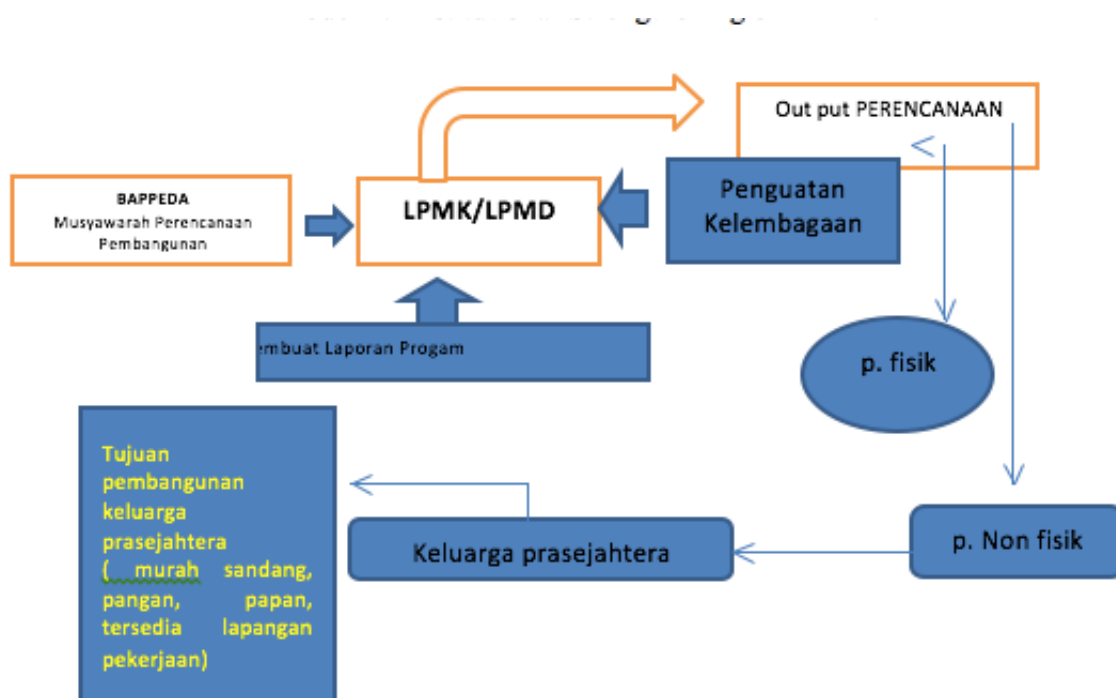 Out put PERENCANAAN
BAPPEDA
Musyawarah Perencanaan
Pembangunan
LPMK/LPMD
Penguatan
Kelembagaan
embuat Laporan Progam
p. fisik
Tujuan
pembangunan
keluarga
prasejahtera
( murah sandang,
pangan, papan,
tersedia lapangan
pekerjaan)
Keluarga prasejahtera
p. Non fisik